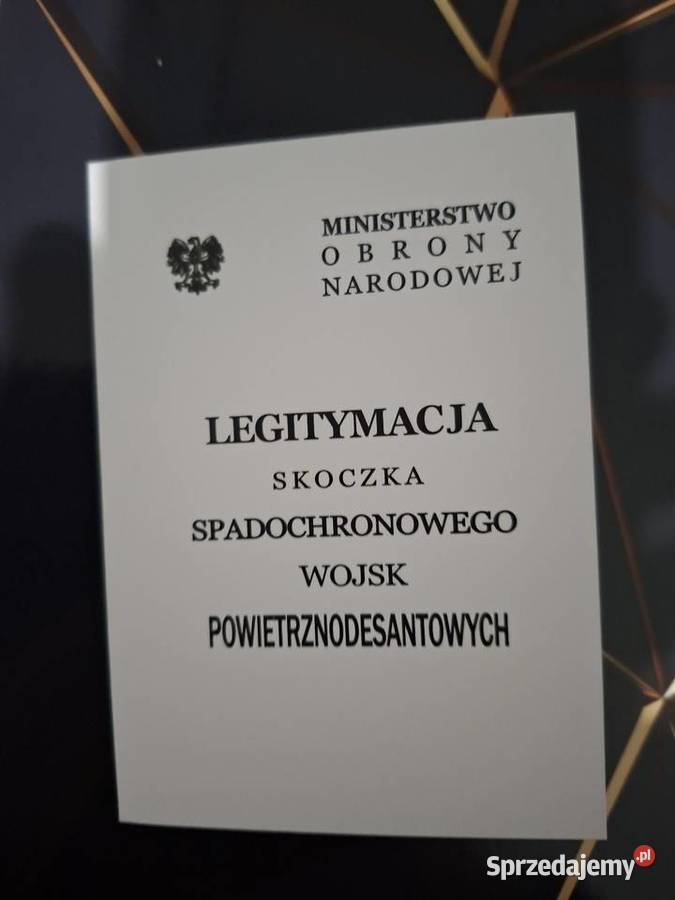 MINISTERSTWO
OBRONY
NARODOWEJ
LEGITYMACJA
SKOCZKA
SPADOCHRONOWEGO
WOJSK
POWIETRZNODESANTOWYCH
Sprzedajemy.pl